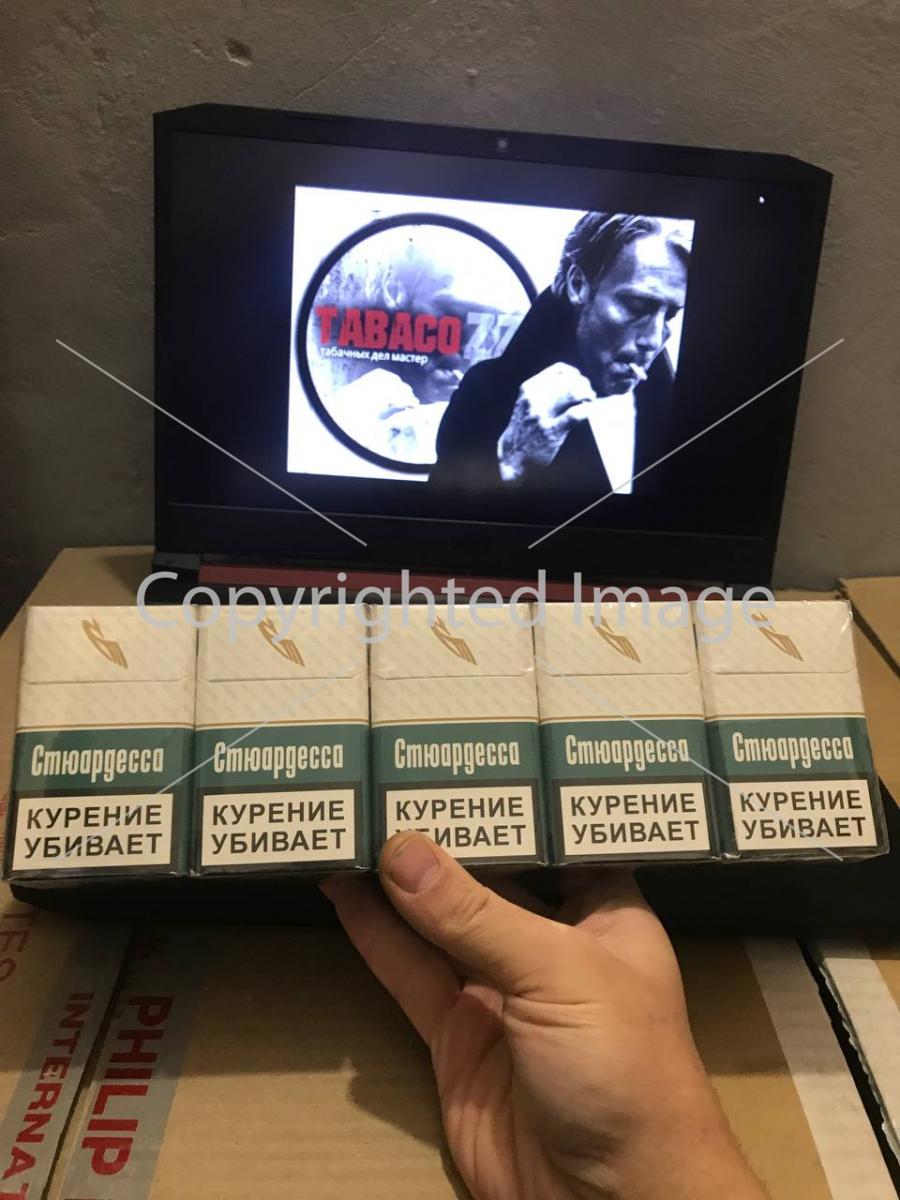 TABACO 77
табачных дел мастер
Copyrighted Image
Стюардесса
КУРЕНИЕ
УБИВАЕТ
Стюардесса
КУРЕНИЕ
УБИВАЕТ
Стюардесса
КУРЕНИЕ
УБИВАЕТ
Стюардесса
КУРЕНИЕ
УБИВАЕТ
Стюардесса
КУРЕНИЕ
УБИВАЕТ
PHILIP
INTERNA